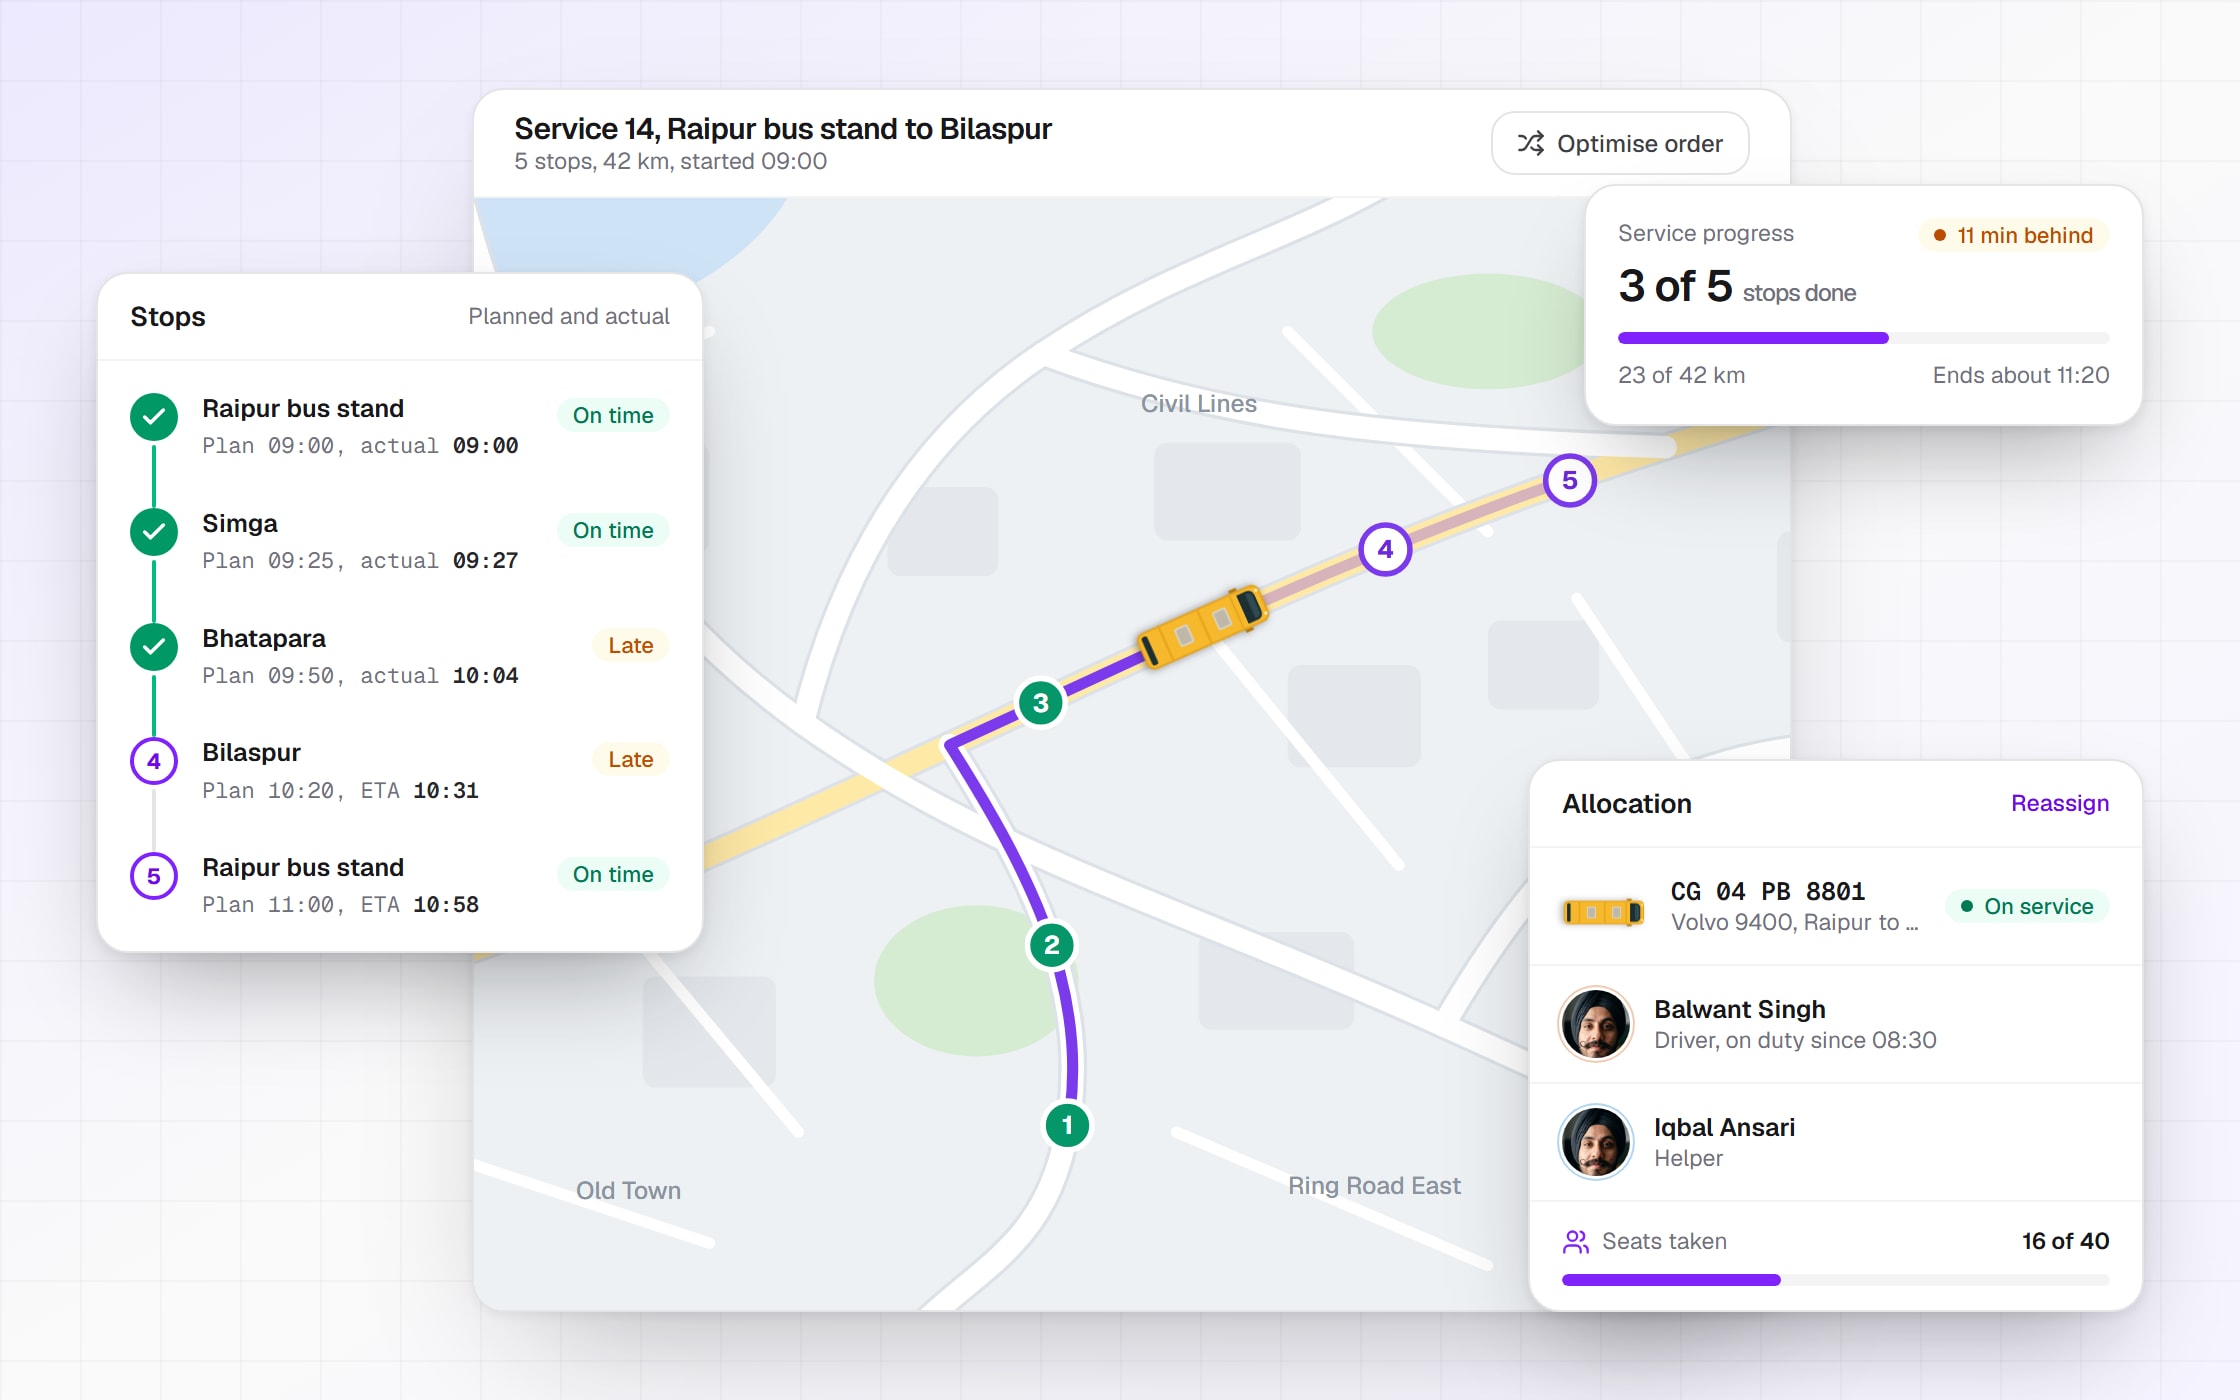 Service 14, Raipur bus stand to Bilaspur
5 stops, 42 km, started 09:00
Optimise order
Service progress
11 min behind
3 of 5 stops done
23 of 42 km
Ends about 11:20
Stops
Planned and actual
Raipur bus stand
On time
Plan 09:00, actual 09:00
Simga
On time
Plan 09:25, actual 09:27
Bhatapara
Late
Plan 09:50, actual 10:04
4
Bilaspur
Late
Plan 10:20, ETA 10:31
5
Raipur bus stand
On time
Plan 11:00, ETA 10:58
Civil Lines
5
4
3
2
1
Old Town
Ring Road East
Allocation
Reassign
CG 04 PB 8801
Volvo 9400, Raipur to ...
On service
Balwant Singh
Driver, on duty since 08:30
Iqbal Ansari
Helper
Seats taken
16 of 40